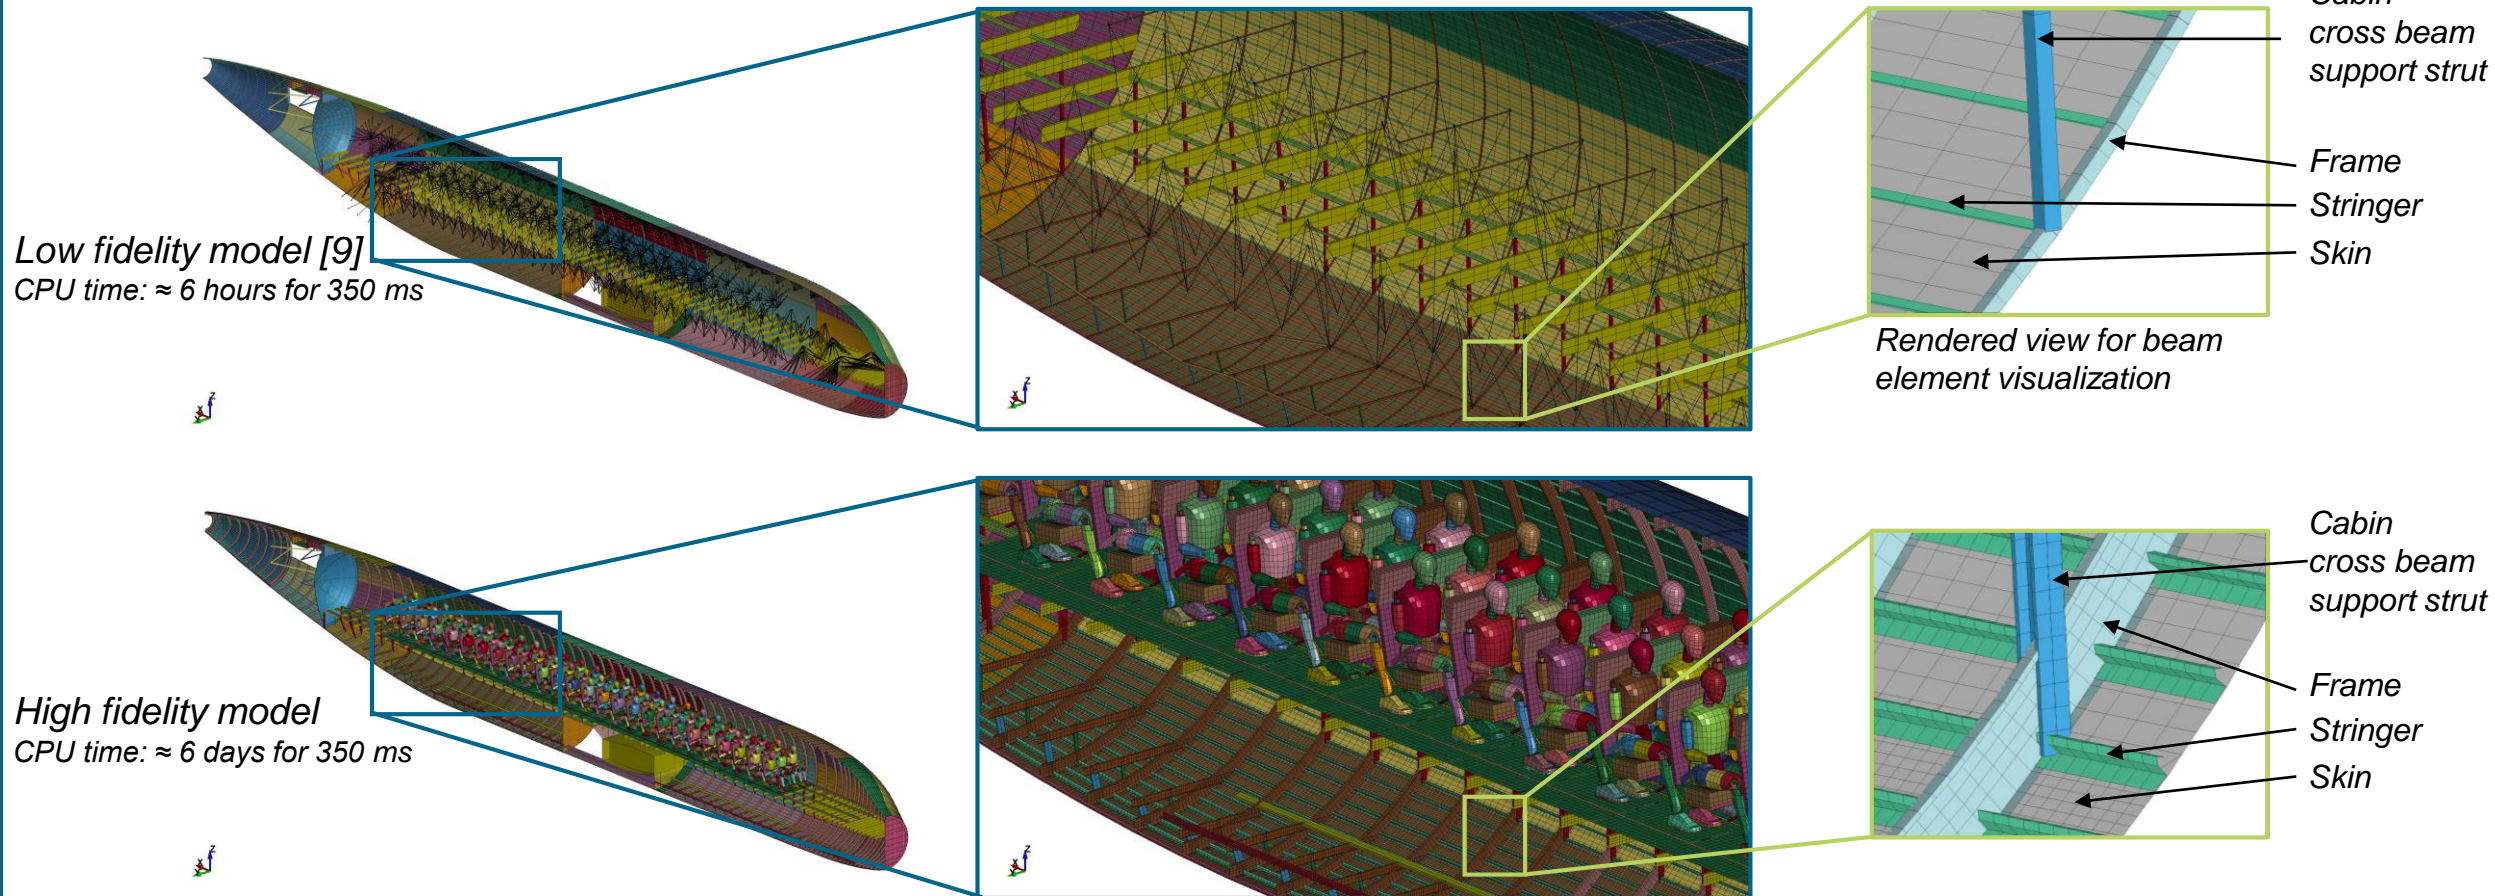 Low fidelity model [9]
CPU time: ≈ 6 hours for 350 ms
Cabin
cross beam
support strut
Frame
Stringer
Skin
Rendered view for beam
element visualization
High fidelity model
CPU time: ≈ 6 days for 350 ms
Cabin
cross beam
support strut
Frame
Stringer
Skin